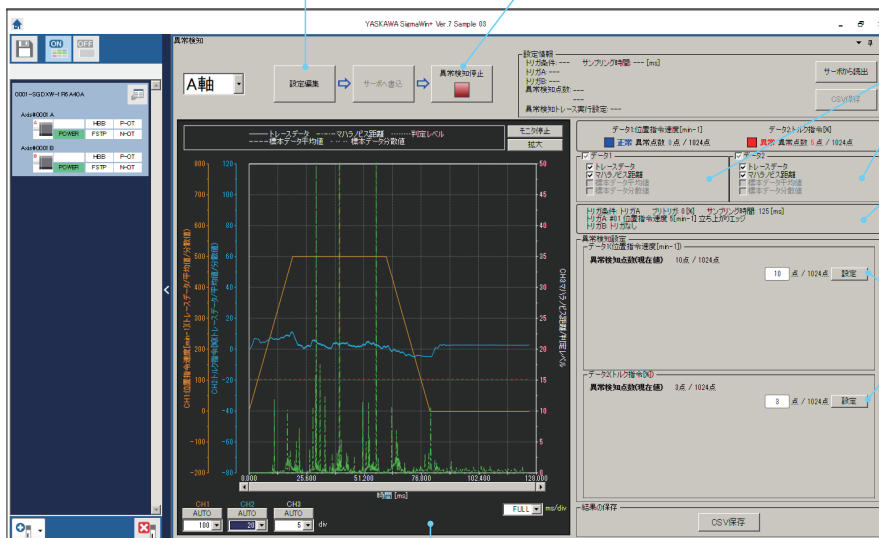 YASKAWA SigmaWin+ Ver.7 Sample 03
ON OFF
0001-SGDXW-1R6A40A
Axis#0001 A
HBB P-OT
POWER FSTP N-OT
Axis#0001 B
HBB P-OT
POWER FSTP N-OT
異常検知
A軸
設定編集
サーボへ書込
異常検知停止
設定情報
トリガ条件: --- サンプリング時間: --- [ms]
トリガA: ---
トリガB: ---
異常検知点数: ---
---
異常検知トレース実行設定: ---
サーボから読出
CSV保存
トレースデータ マハラノビス距離 判定レベル
標本データ平均値 標本データ分散値
モニタ停止
拡大
データ1:位置指令速度[min-1]
正常 異常点数 0点 / 1024点
データ2:トルク指令[%]
異常 異常点数 5点 / 1024点
データ1
トレースデータ
マハラノビス距離
標本データ平均値
標本データ分散値
データ2
トレースデータ
マハラノビス距離
標本データ平均値
標本データ分散値
トリガ条件: トリガA プリトリガ: 0[%] サンプリング時間: 125[ms]
トリガA: #01 位置指令速度 5[min-1] 立ち上がりエッジ
トリガB: トリガなし
異常検知設定
データ1(位置指令速度[min-1])
異常検知点数(現在値) 10点 / 1024点
10 点 / 1024点 設定
データ2(トルク指令[%])
異常検知点数(現在値) 3点 / 1024点
3 点 / 1024点 設定
結果の保存
CSV保存
CH1:位置指令速度[min-1](トレースデータ/平均値/分散値)
CH2:トルク指令[%](トレースデータ/平均値/分散値)
CH3:マハラノビス距離/判定レベル
800 120 50
700 100 45
600 80 40
500 60 35
400 40 30
300 20 25
200 0 20
100 -20 15
0 -40 10
-100 -60 5
-200 -80 0
0.000 25.600 51.200 76.800 102.400 128.000
時間 [ms]
CH1 CH2 CH3
AUTO AUTO AUTO
100 20 5 div
FULL ms/div